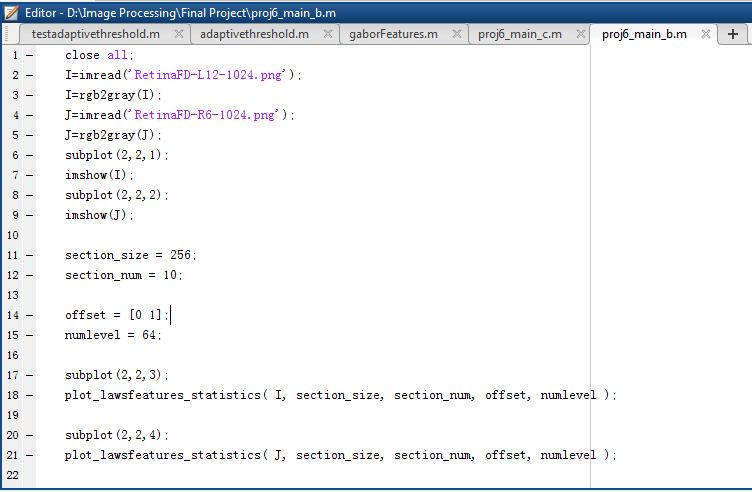 Editor - D:\Image Processing\Final Project\proj6_main_b.m
testadaptivethreshold.m adaptivethreshold.m gaborFeatures.m proj6_main_c.m proj6_main_b.m +
1 – close all;
2 – I=imread('RetinaFD-L12-1024.png');
3 – I=rgb2gray(I);
4 – J=imread('RetinaFD-R6-1024.png');
5 – J=rgb2gray(J);
6 – subplot(2,2,1);
7 – imshow(I);
8 – subplot(2,2,2);
9 – imshow(J);
10
11 – section_size = 256;
12 – section_num = 10;
13
14 – offset = [0 1];
15 – numlevel = 64;
16
17 – subplot(2,2,3);
18 – plot_lawsfeatures_statistics( I, section_size, section_num, offset, numlevel );
19
20 – subplot(2,2,4);
21 – plot_lawsfeatures_statistics( J, section_size, section_num, offset, numlevel );
22